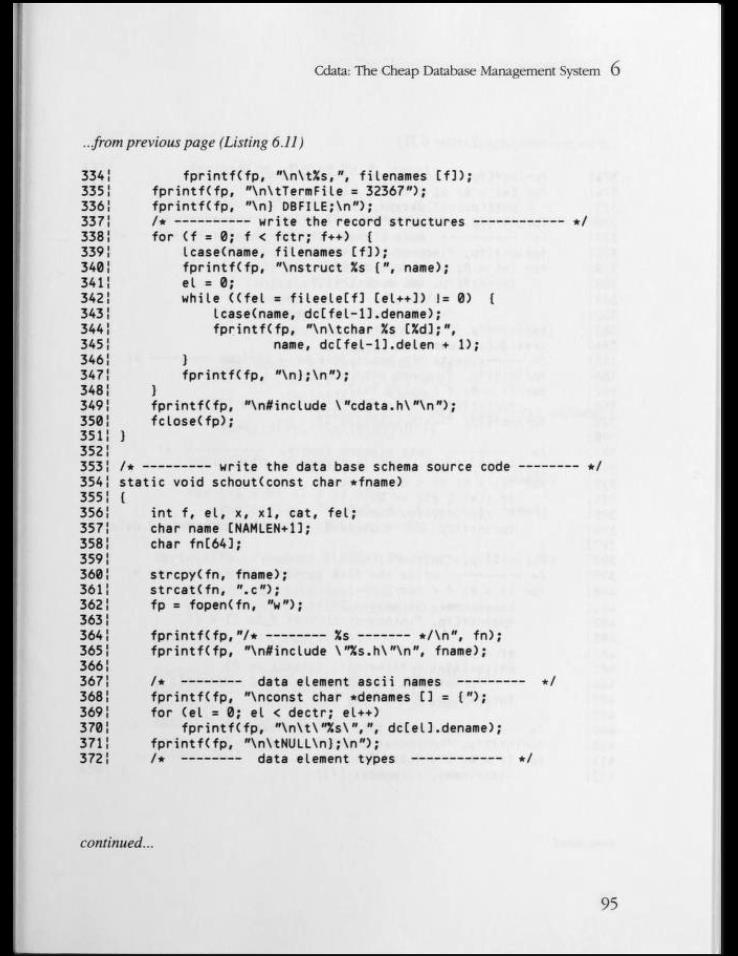 Cdata: The Cheap Database Management System 6
...from previous page (Listing 6.11)
334¦         fprintf(fp, "\n\t%s,", filenames [f]);
335¦     fprintf(fp, "\n\tTermFile = 32367");
336¦     fprintf(fp, "\n} DBFILE;\n");
337¦     /* ---------- write the record structures ------------ */
338¦     for (f = 0; f < fctr; f++)  {
339¦         lcase(name, filenames [f]);
340¦         fprintf(fp, "\nstruct %s {", name);
341¦         el = 0;
342¦         while ((fel = fileele[f] [el++]) != 0)  {
343¦             lcase(name, dc[fel-1].dename);
344¦             fprintf(fp, "\n\tchar %s [%d];",
345¦                     name, dc[fel-1].delen + 1);
346¦         }
347¦         fprintf(fp, "\n};\n");
348¦     }
349¦     fprintf(fp, "\n#include \"cdata.h\"\n");
350¦     fclose(fp);
351¦ }
352¦
353¦ /* --------- write the data base schema source code -------- */
354¦ static void schout(const char *fname)
355¦ {
356¦     int f, el, x, x1, cat, fel;
357¦     char name [NAMLEN+1];
358¦     char fn[64];
359¦
360¦     strcpy(fn, fname);
361¦     strcat(fn, ".c");
362¦     fp = fopen(fn, "w");
363¦
364¦     fprintf(fp,"/* -------- %s ------- */\n", fn);
365¦     fprintf(fp, "\n#include \"%s.h\"\n", fname);
366¦
367¦     /*  --------  data element ascii names  ---------  */
368¦     fprintf(fp, "\nconst char *denames [] = {");
369¦     for (el = 0; el < dectr; el++)
370¦         fprintf(fp, "\n\t\"%s\",", dc[el].dename);
371¦     fprintf(fp, "\n\tNULL\n};\n");
372¦     /*  --------  data element types  ------------  */
continued...
95